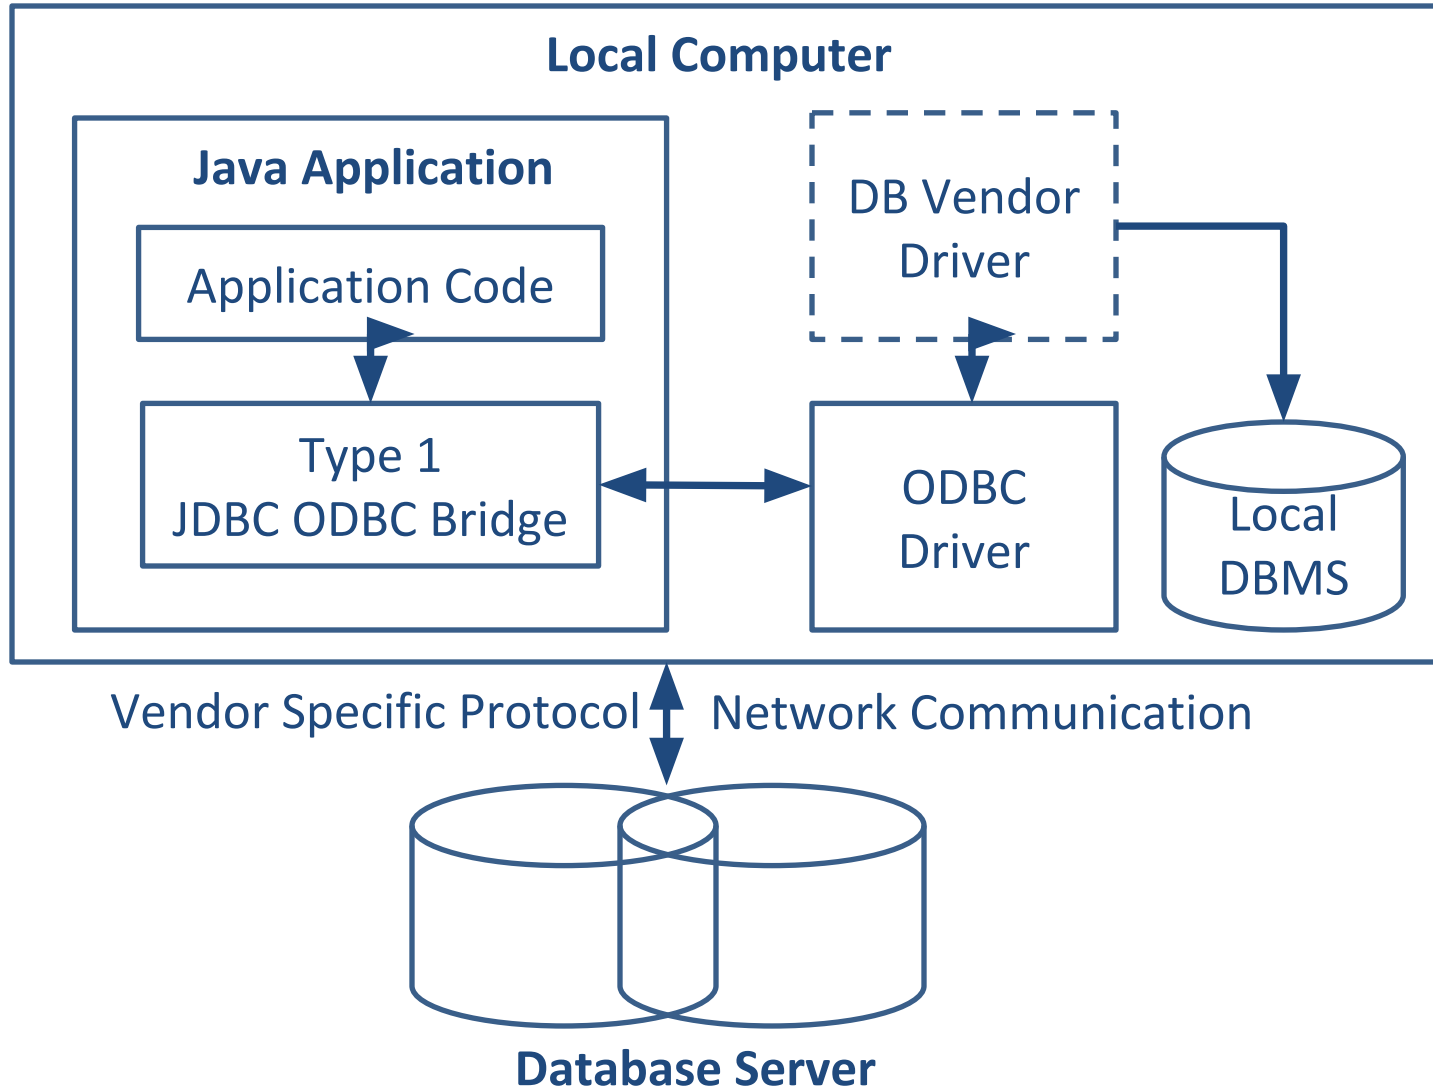 Local Computer
Java Application
Application Code
Type 1
JDBC ODBC Bridge
DB Vendor
Driver
ODBC
Driver
Local
DBMS
Vendor Specific Protocol
Network Communication
Database Server